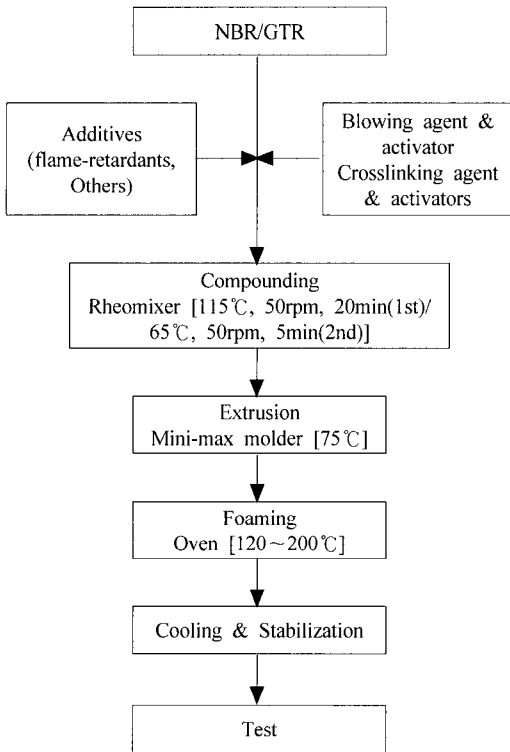 NBR/GTR
Additives
(flame-retardants,
Others)
Blowing agent &
activator
Crosslinking agent
& activators
Compounding
Rheomixer [115℃, 50rpm, 20min(1st)/
65℃, 50rpm, 5min(2nd)]
Extrusion
Mini-max molder [75℃]
Foaming
Oven [120～200℃]
Cooling & Stabilization
Test